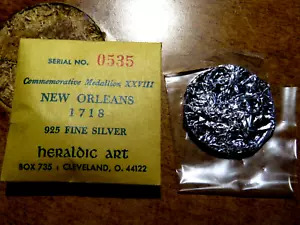 SERIAL NO. 0535
Commemorative Medallion XXVIII
NEW ORLEANS
1718
925 FINE SILVER
heraldic art
BOX 735 : CLEVELAND, O. 44122